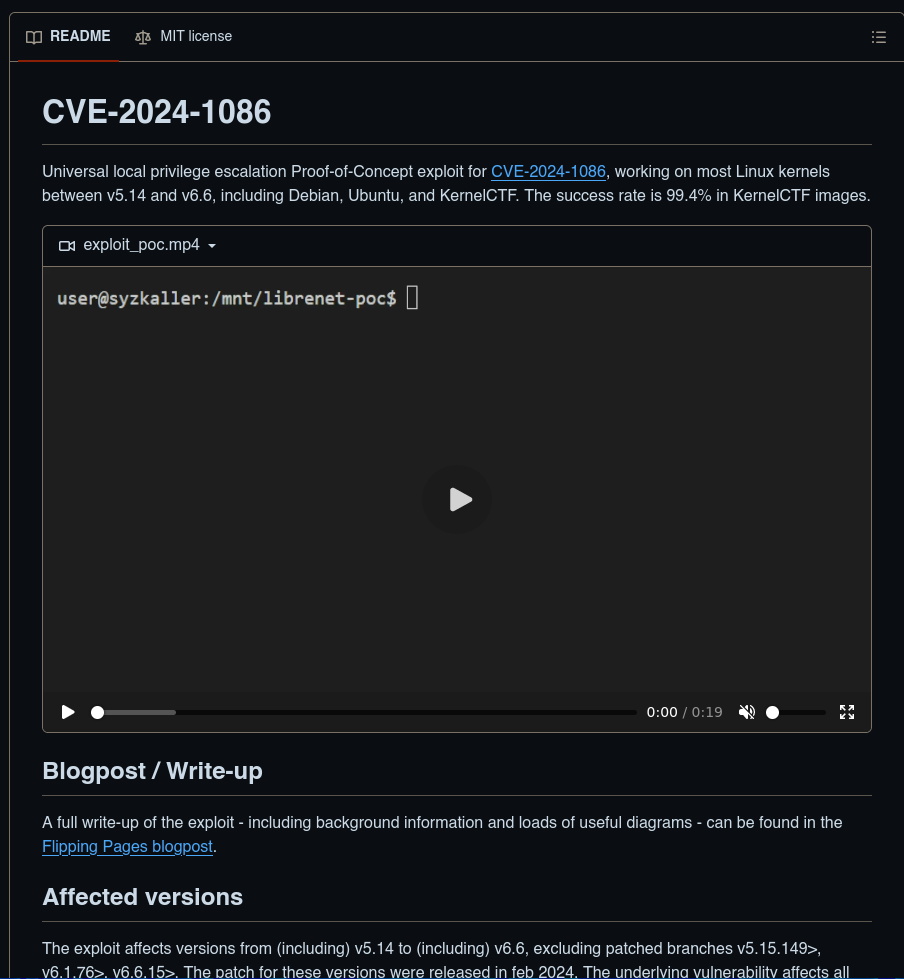 README MIT license
CVE-2024-1086
Universal local privilege escalation Proof-of-Concept exploit for CVE-2024-1086, working on most Linux kernels
between v5.14 and v6.6, including Debian, Ubuntu, and KernelCTF. The success rate is 99.4% in KernelCTF images.
exploit_poc.mp4
user@syzkaller:/mnt/librenet-poc$
0:00 / 0:19
Blogpost / Write-up
A full write-up of the exploit - including background information and loads of useful diagrams - can be found in the
Flipping Pages blogpost.
Affected versions
The exploit affects versions from (including) v5.14 to (including) v6.6, excluding patched branches v5.15.149>,
v6.1.76>, v6.6.15>. The patch for these versions were released in feb 2024. The underlying vulnerability affects all